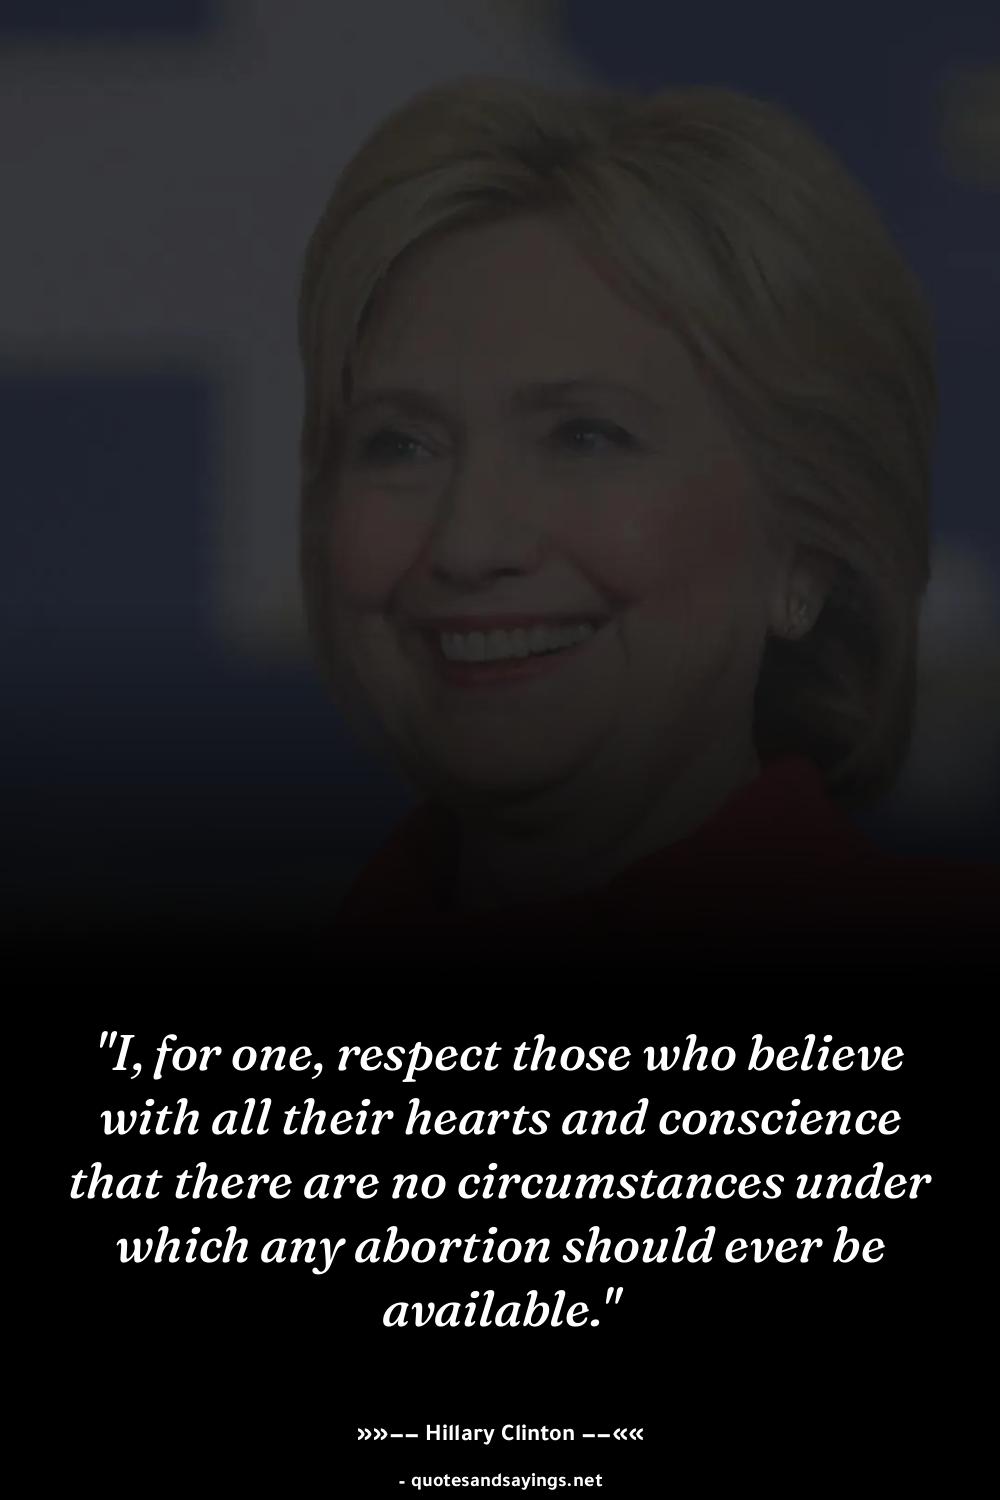 "I, for one, respect those who believe
with all their hearts and conscience
that there are no circumstances under
which any abortion should ever be
available."
»»–– Hillary Clinton ––««
- quotesandsayings.net